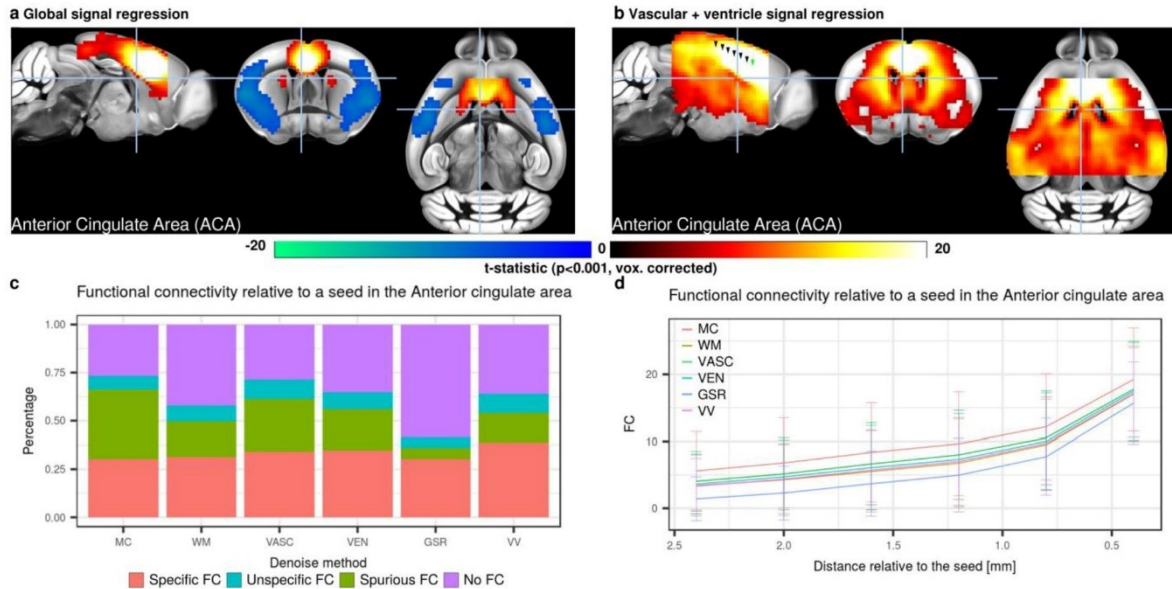 a Global signal regression
b Vascular + ventricle signal regression
Anterior Cingulate Area (ACA)
Anterior Cingulate Area (ACA)
-20
0
20
t-statistic (p<0.001, vox. corrected)
c
Functional connectivity relative to a seed in the Anterior cingulate area
1.00
0.75
0.50
0.25
0.00
Percentage
MC WM VASC VEN GSR VV
Denoise method
Specific FC Unspecific FC Spurious FC No FC
d
Functional connectivity relative to a seed in the Anterior cingulate area
MC
WM
VASC
VEN
GSR
VV
20
10
0
FC
2.5 2.0 1.5 1.0 0.5
Distance relative to the seed [mm]